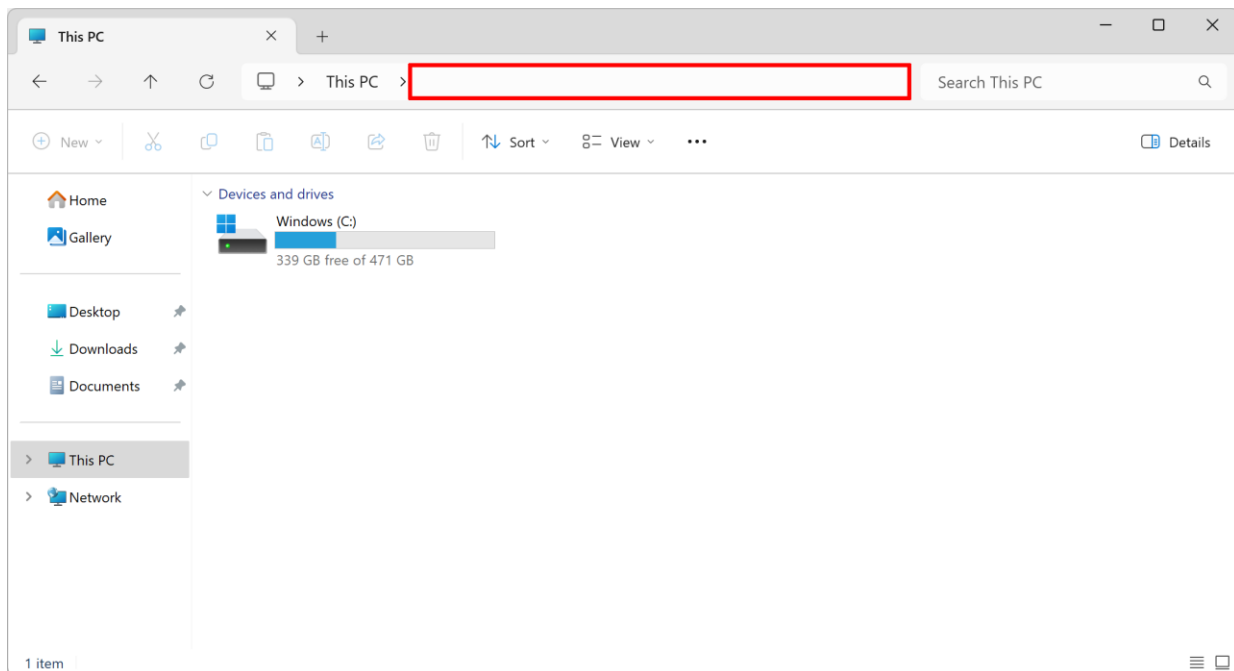 This PC
This PC
Search This PC
New
Sort
View
Details
Home
Gallery
Desktop
Downloads
Documents
This PC
Network
Devices and drives
Windows (C:)
339 GB free of 471 GB
1 item